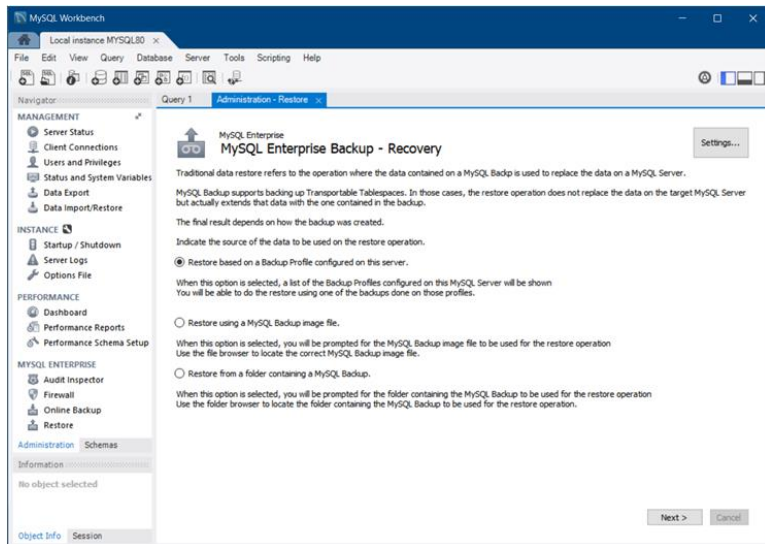 MySQL Workbench
Local instance MYSQL80 ×
File Edit View Query Database Server Tools Scripting Help
Navigator
MANAGEMENT
Server Status
Client Connections
Users and Privileges
Status and System Variables
Data Export
Data Import/Restore
INSTANCE
Startup / Shutdown
Server Logs
Options File
PERFORMANCE
Dashboard
Performance Reports
Performance Schema Setup
MYSQL ENTERPRISE
Audit Inspector
Firewall
Online Backup
Restore
Administration Schemas
Information
No object selected
Object Info Session
Query 1 Administration - Restore ×
MySQL Enterprise
MySQL Enterprise Backup - Recovery
Settings...
Traditional data restore refers to the operation where the data contained on a MySQL Backp is used to replace the data on a MySQL Server.
MySQL Backup supports backing up Transportable Tablespaces. In those cases, the restore operation does not replace the data on the target MySQL Server
but actually extends that data with the one contained in the backup.
The final result depends on how the backup was created.
Indicate the source of the data to be used on the restore operation.
Restore based on a Backup Profile configured on this server.
When this option is selected, a list of the Backup Profiles configured on this MySQL Server will be shown
You will be able to do the restore using one of the backups done on those profiles.
Restore using a MySQL Backup image file.
When this option is selected, you will be prompted for the MySQL Backup image file to be used for the restore operation
Use the file browser to locate the correct MySQL Backup image file.
Restore from a folder containing a MySQL Backup.
When this option is selected, you will be prompted for the folder containing the MySQL Backup to be used for the restore operation
Use the folder browser to locate the folder containing the MySQL Backup to be used for the restore operation.
Next > Cancel